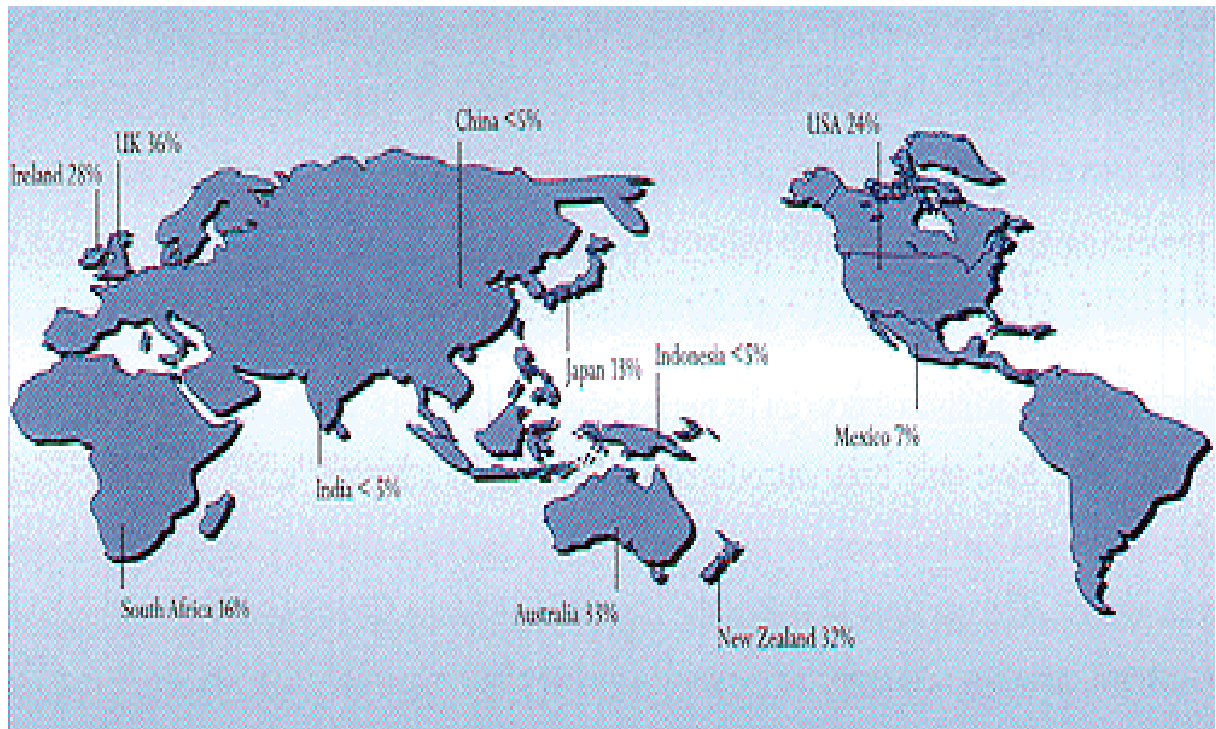 China <5%
USA 24%
UK 36%
Ireland 28%
Indonesia <5%
Japan 13%
Mexico 7%
India < 5%
South Africa 16%
Australia 33%
New Zealand 32%